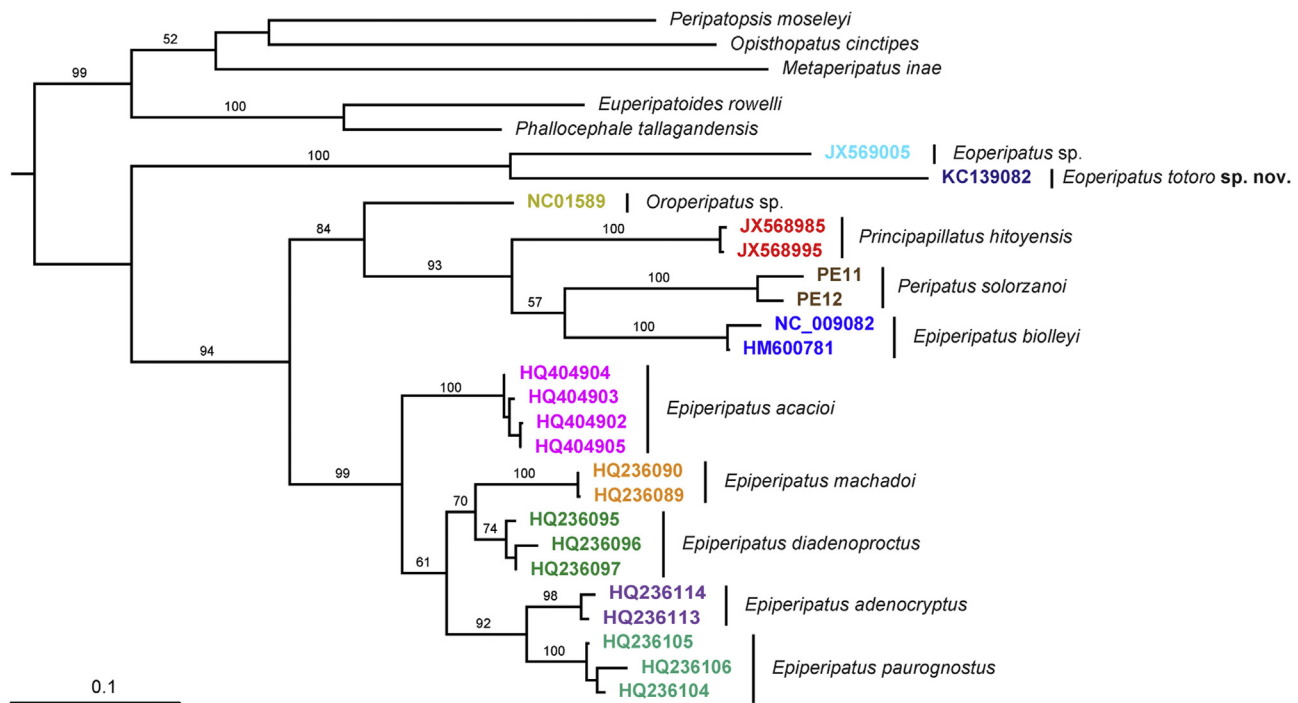 Peripatopsis moseleyi
52
Opisthopatus cinctipes
Metaperipatus inae
99
Euperipatoides rowelli
100
Phallocephale tallagandensis
JX569005 Eoperipatus sp.
100
KC139082 Eoperipatus totoro sp. nov.
NC01589 Oroperipatus sp.
84
JX568985
100
Principapillatus hitoyensis
JX568995
93
PE11
100
Peripatus solorzanoi
PE12
57
NC_009082
100
Epiperipatus biolleyi
HM600781
94
HQ404904
100
HQ404903
Epiperipatus acacioi
HQ404902
HQ404905
99
HQ236090
100
Epiperipatus machadoi
HQ236089
70
HQ236095
74
HQ236096
Epiperipatus diadenoproctus
HQ236097
61
HQ236114
98
Epiperipatus adenocryptus
HQ236113
92
HQ236105
100
HQ236106
Epiperipatus paurognostus
HQ236104
0.1